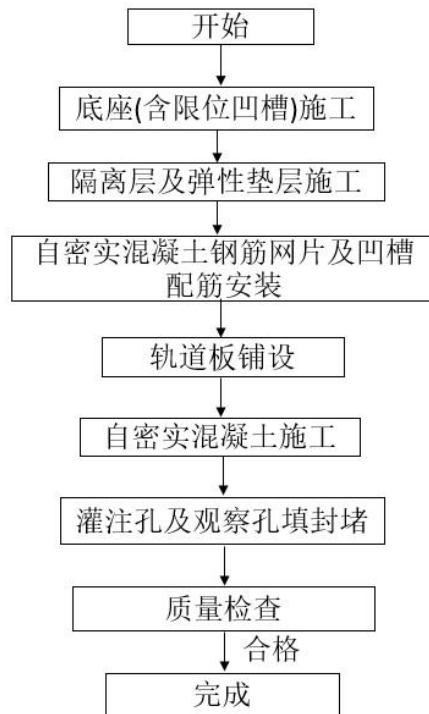 开始
底座(含限位凹槽)施工
隔离层及弹性垫层施工
自密实混凝土钢筋网片及凹槽
配筋安装
轨道板铺设
自密实混凝土施工
灌注孔及观察孔填封堵
质量检查
合格
完成